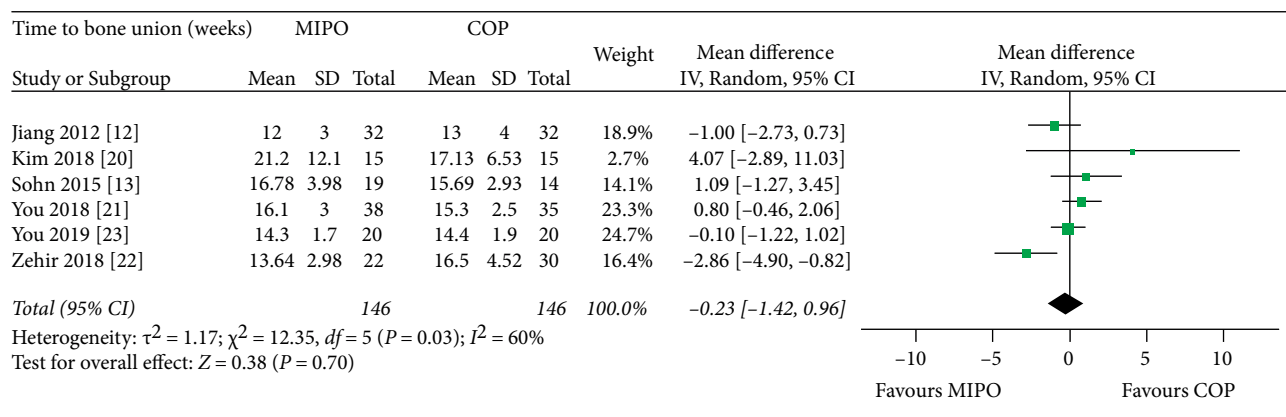 Time to bone union (weeks) MIPO COP Weight Mean difference Mean difference
Study or Subgroup Mean SD Total Mean SD Total IV, Random, 95% CI IV, Random, 95% CI
Jiang 2012 [12] 12 3 32 13 4 32 18.9% –1.00 [–2.73, 0.73]
Kim 2018 [20] 21.2 12.1 15 17.13 6.53 15 2.7% 4.07 [–2.89, 11.03]
Sohn 2015 [13] 16.78 3.98 19 15.69 2.93 14 14.1% 1.09 [–1.27, 3.45]
You 2018 [21] 16.1 3 38 15.3 2.5 35 23.3% 0.80 [–0.46, 2.06]
You 2019 [23] 14.3 1.7 20 14.4 1.9 20 24.7% –0.10 [–1.22, 1.02]
Zehir 2018 [22] 13.64 2.98 22 16.5 4.52 30 16.4% –2.86 [–4.90, –0.82]
Total (95% CI) 146 146 100.0% –0.23 [–1.42, 0.96]
Heterogeneity: τ² = 1.17; χ² = 12.35, df = 5 (P = 0.03); I² = 60%
Test for overall effect: Z = 0.38 (P = 0.70)
–10 –5 0 5 10
Favours MIPO Favours COP